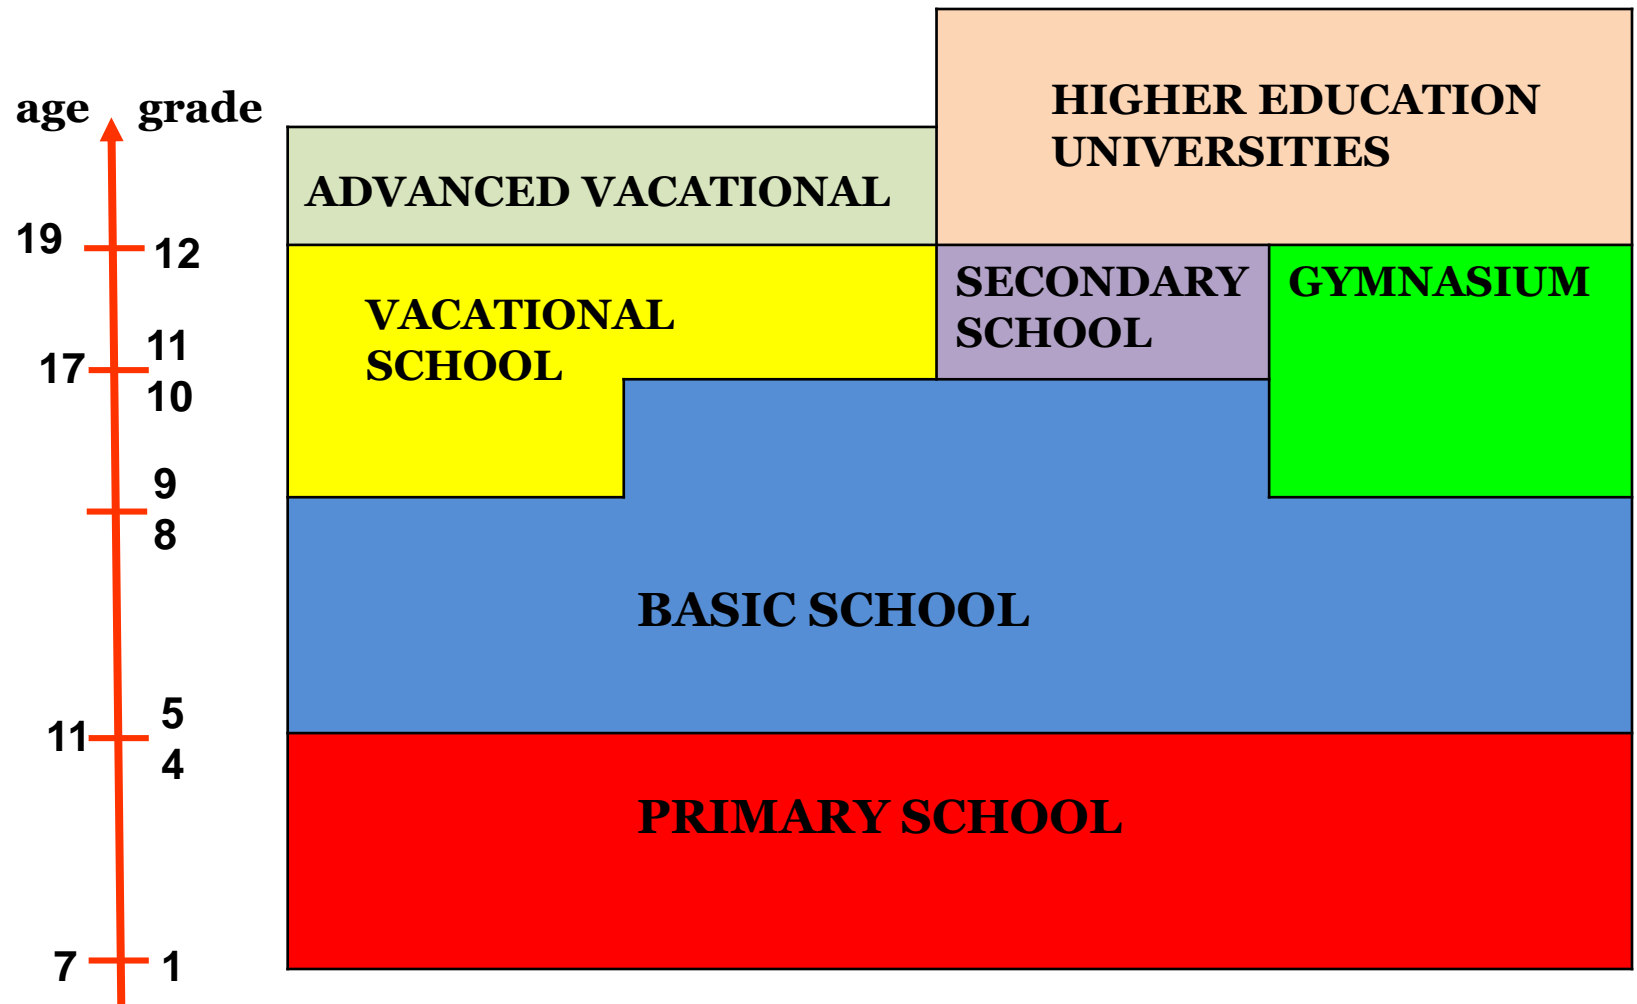 age grade
HIGHER EDUCATION
UNIVERSITIES
ADVANCED VACATIONAL
19 12
VACATIONAL
SCHOOL
SECONDARY
SCHOOL
GYMNASIUM
11
17
10
9
8
BASIC SCHOOL
5
11
4
PRIMARY SCHOOL
7 1